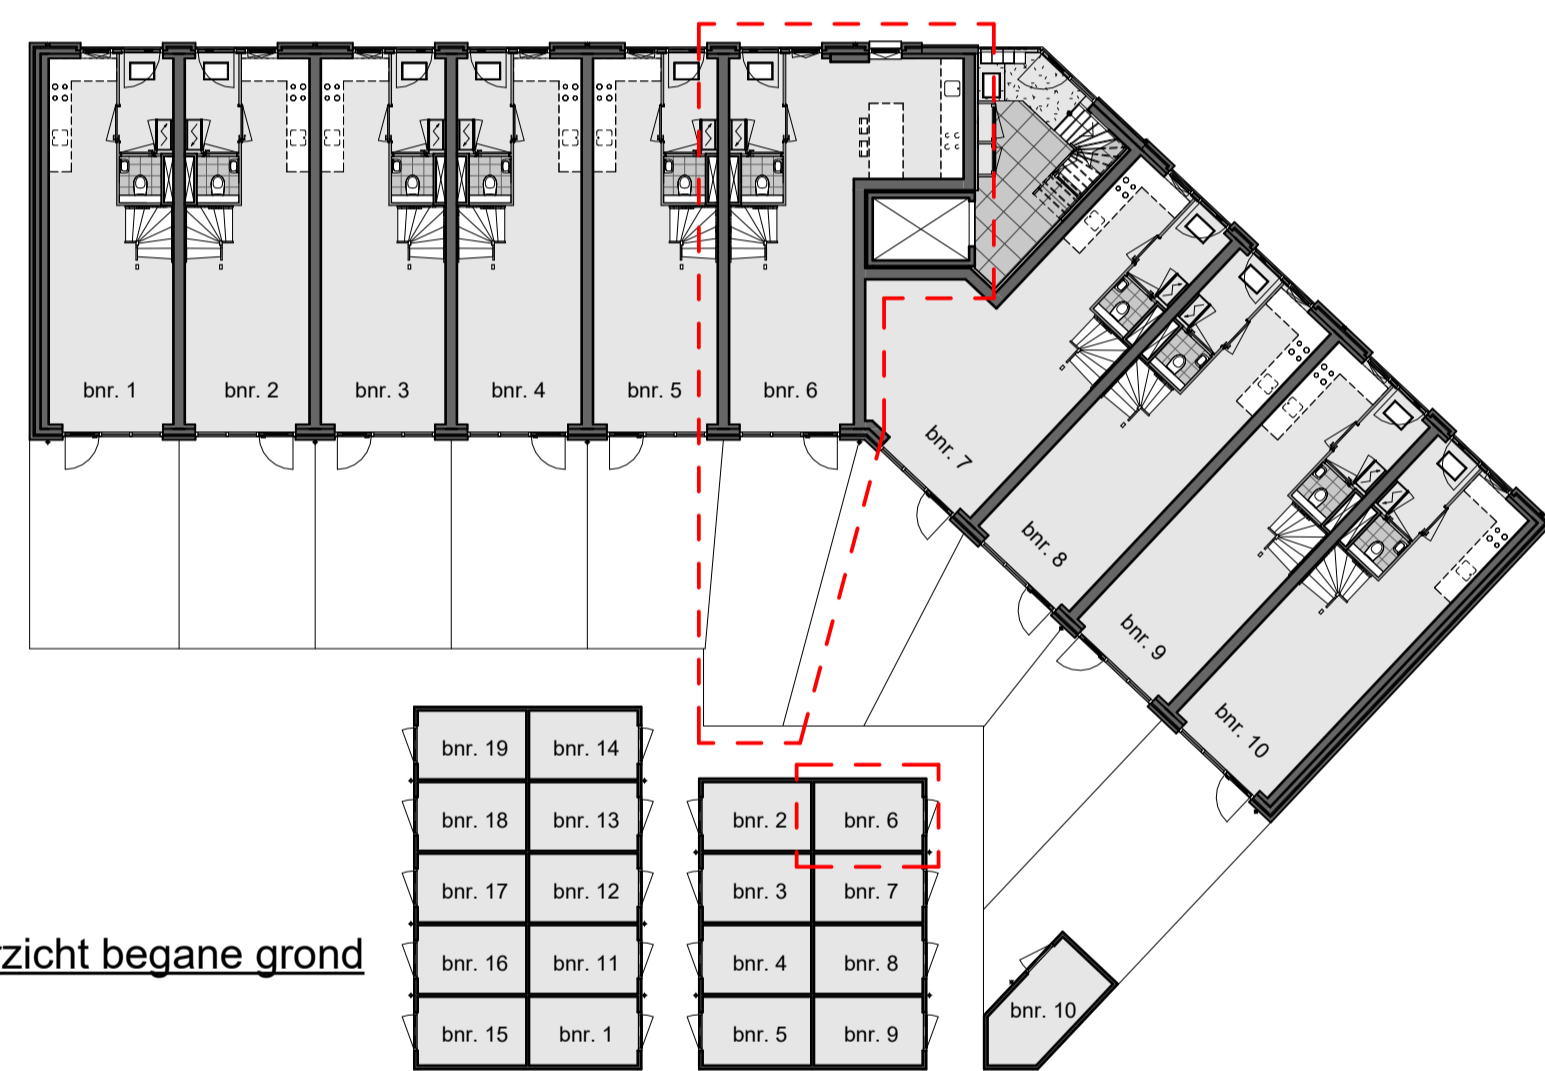 bnr. 1
bnr. 2
bnr. 3
bnr. 4
bnr. 5
bnr. 6
bnr. 7
bnr. 8
bnr. 9
bnr. 10
bnr. 19
bnr. 14
bnr. 18
bnr. 13
bnr. 17
bnr. 12
bnr. 16
bnr. 11
bnr. 15
bnr. 1
bnr. 2
bnr. 6
bnr. 3
bnr. 7
bnr. 4
bnr. 8
bnr. 5
bnr. 9
bnr. 10
rzicht begane grond